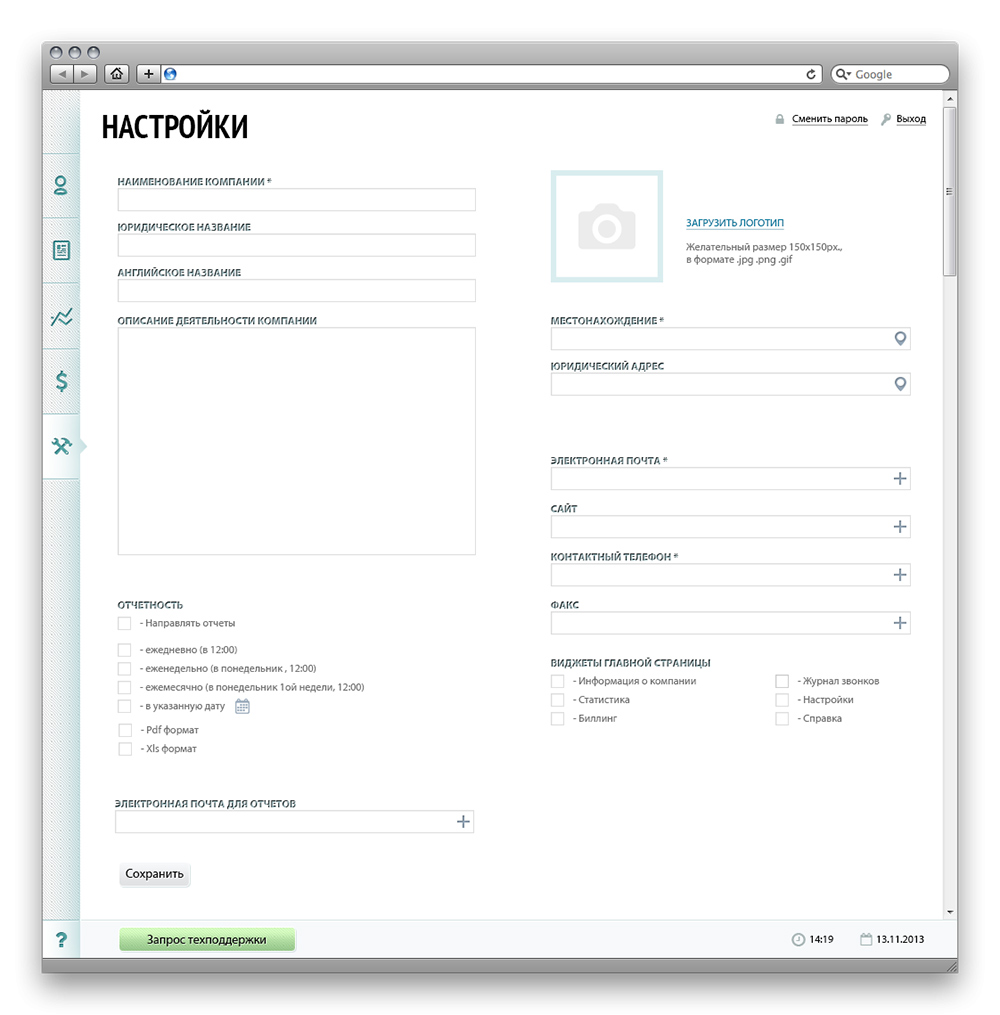 Google
НАСТРОЙКИ
Сменить пароль
Выход
НАИМЕНОВАНИЕ КОМПАНИИ *
ЮРИДИЧЕСКОЕ НАЗВАНИЕ
АНГЛИЙСКОЕ НАЗВАНИЕ
ОПИСАНИЕ ДЕЯТЕЛЬНОСТИ КОМПАНИИ
ЗАГРУЗИТЬ ЛОГОТИП
Желательный размер 150x150px.,
в формате .jpg .png .gif
МЕСТОНАХОЖДЕНИЕ *
ЮРИДИЧЕСКИЙ АДРЕС
ЭЛЕКТРОННАЯ ПОЧТА *
САЙТ
КОНТАКТНЫЙ ТЕЛЕФОН *
ФАКС
ОТЧЕТНОСТЬ
- Направлять отчеты
- ежедневно (в 12:00)
- еженедельно (в понедельник , 12:00)
- ежемесячно (в понедельник 1ой недели, 12:00)
- в указанную дату
- Pdf формат
- Xls формат
ВИДЖЕТЫ ГЛАВНОЙ СТРАНИЦЫ
- Информация о компании
- Журнал звонков
- Статистика
- Настройки
- Биллинг
- Справка
ЭЛЕКТРОННАЯ ПОЧТА ДЛЯ ОТЧЕТОВ
Сохранить
?
Запрос техподдержки
14:19
13.11.2013